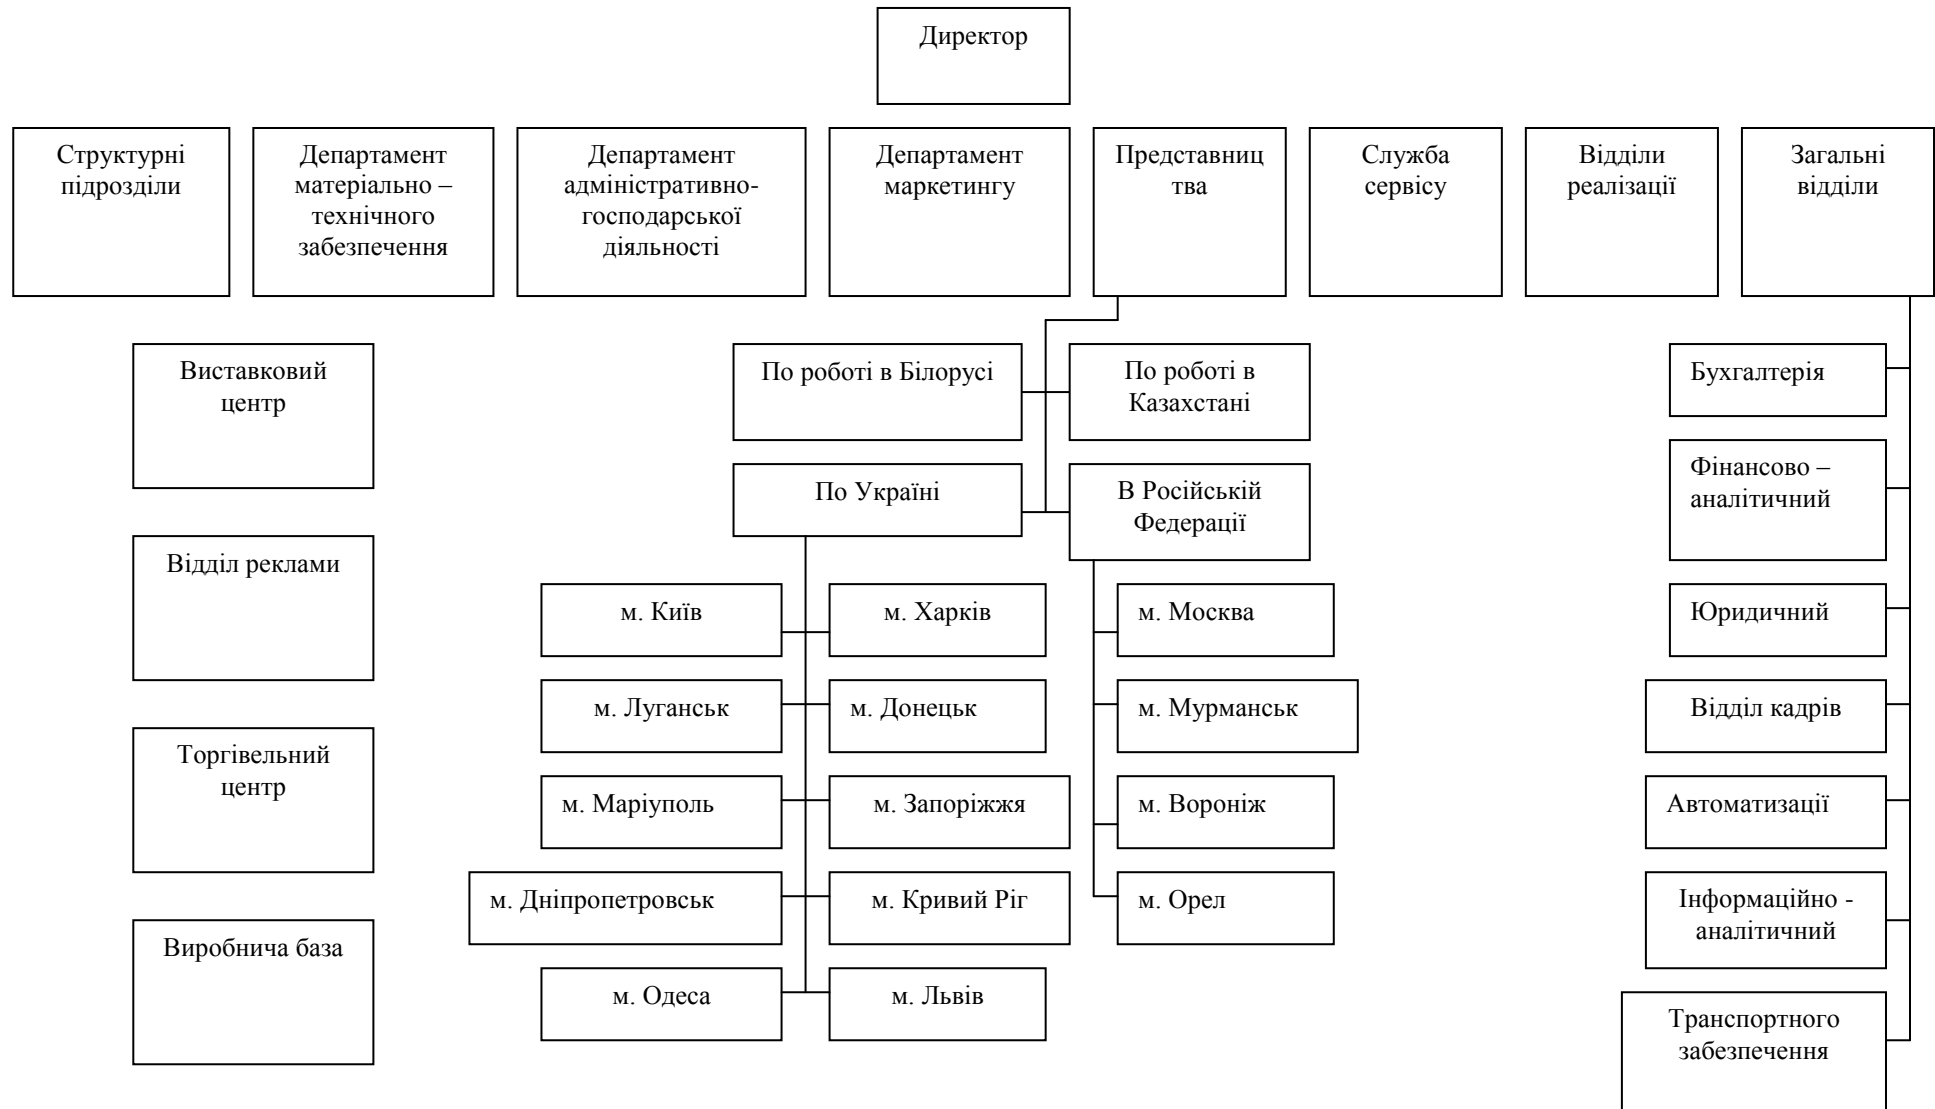 Директор
Структурні
підрозділи
Департамент
матеріально –
технічного
забезпечення
Департамент
адміністративно-
господарської
діяльності
Департамент
маркетингу
Представниц
тва
Служба
сервісу
Відділи
реалізації
Загальні
відділи
Виставковий
центр
По роботі в Білорусі
По роботі в
Казахстані
Бухгалтерія
По Україні
В Російській
Федерації
Фінансово –
аналітичний
Відділ реклами
м. Київ
м. Харків
м. Москва
Юридичний
м. Луганськ
м. Донецьк
м. Мурманськ
Відділ кадрів
Торгівельний
центр
м. Маріуполь
м. Запоріжжя
м. Вороніж
Автоматизації
м. Дніпропетровськ
м. Кривий Ріг
м. Орел
Інформаційно -
аналітичний
Виробнича база
м. Одеса
м. Львів
Транспортного
забезпечення